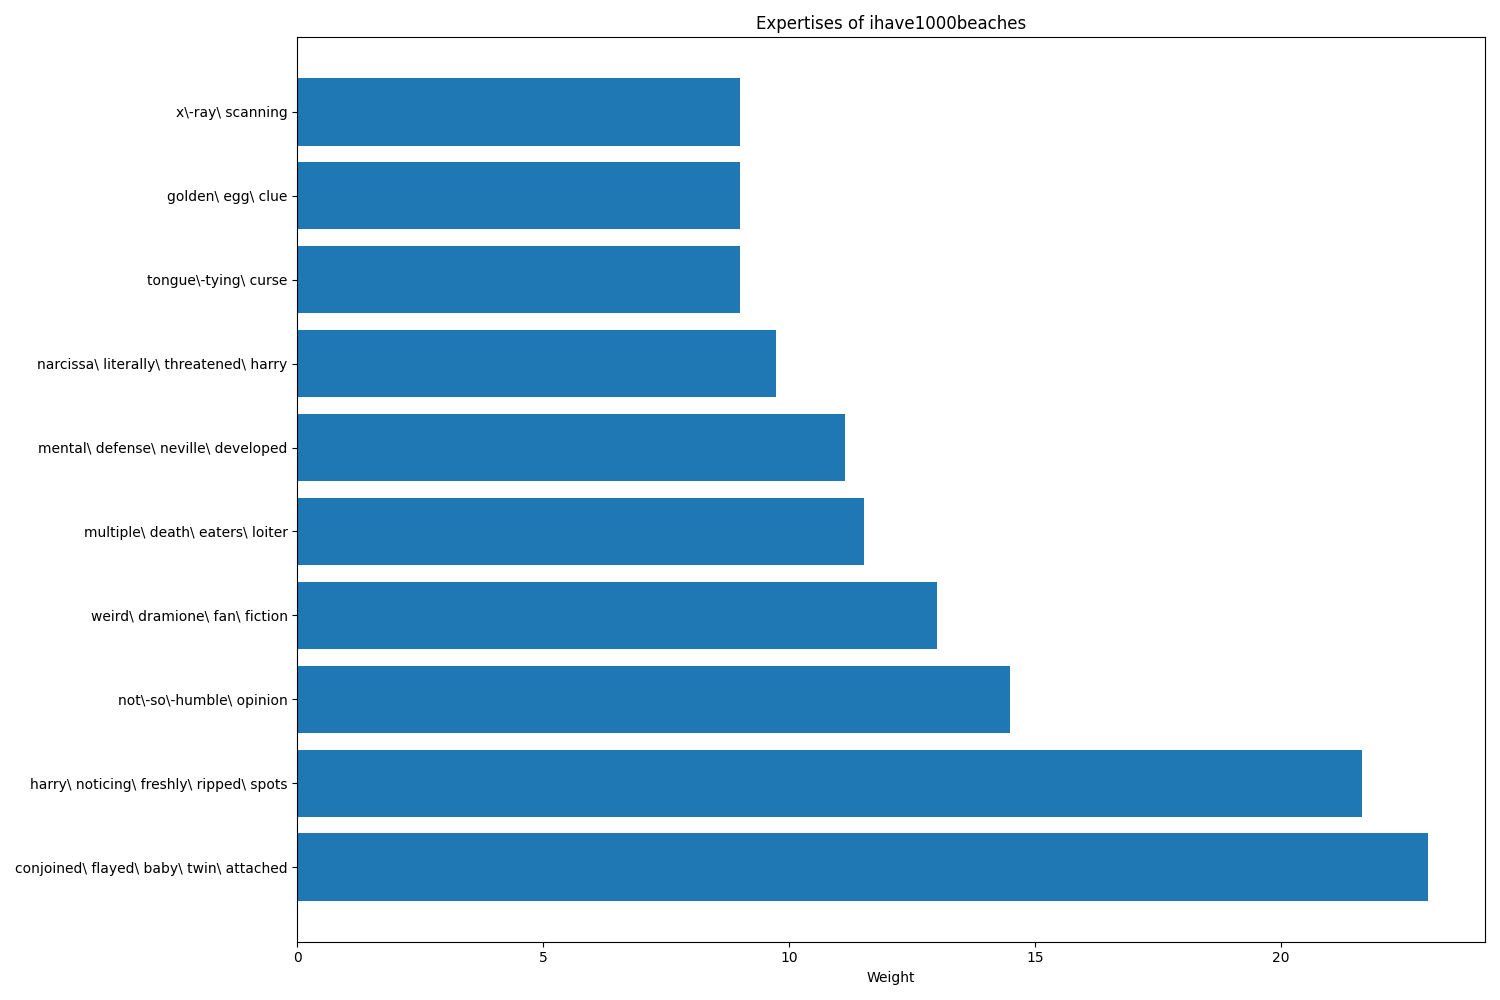 Expertises of ihave1000beaches
x\-ray\ scanning
golden\ egg\ clue
tongue\-tying\ curse
narcissa\ literally\ threatened\ harry
mental\ defense\ neville\ developed
multiple\ death\ eaters\ loiter
weird\ dramione\ fan\ fiction
not\-so\-humble\ opinion
harry\ noticing\ freshly\ ripped\ spots
conjoined\ flayed\ baby\ twin\ attached
0 5 10 15 20
Weight